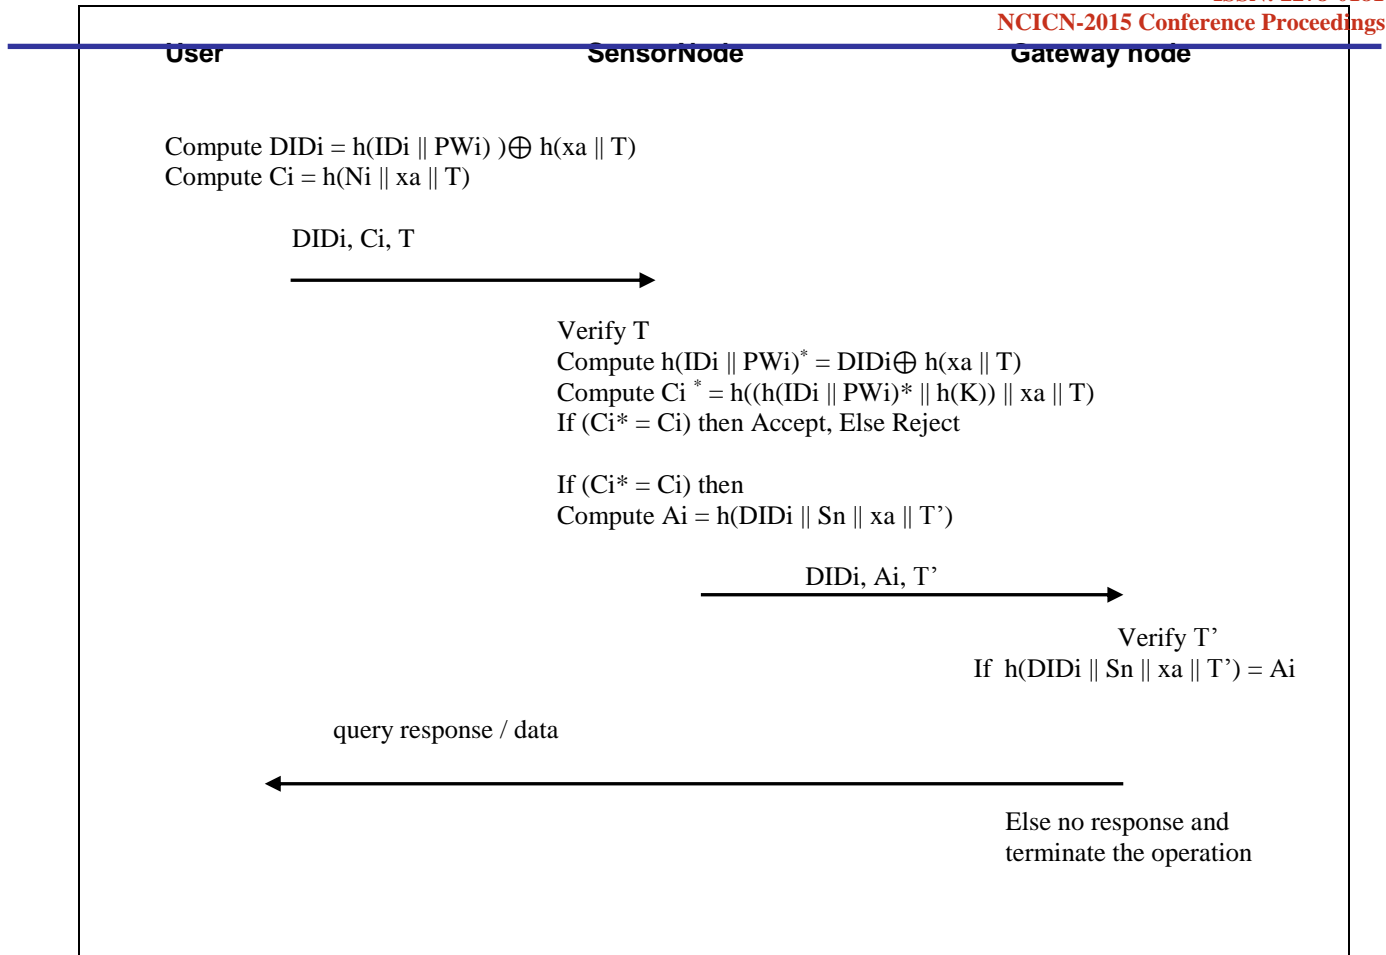 NCICN-2015 Conference Proceedings
User SensorNode Gateway node
Compute DIDi = h(IDi || PWi) )⊕ h(xa || T)
Compute Ci = h(Ni || xa || T)
DIDi, Ci, T
Verify T
Compute h(IDi || PWi)* = DIDi⊕ h(xa || T)
Compute Ci * = h((h(IDi || PWi)* || h(K)) || xa || T)
If (Ci* = Ci) then Accept, Else Reject
If (Ci* = Ci) then
Compute Ai = h(DIDi || Sn || xa || T’)
DIDi, Ai, T’
Verify T’
If h(DIDi || Sn || xa || T’) = Ai
query response / data
Else no response and
terminate the operation